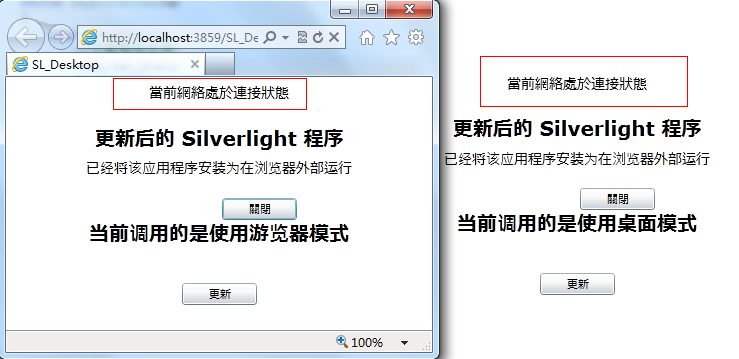 http://localhost:3859/SL_De
SL_Desktop
當前網絡處於連接狀態
更新后的 Silverlight 程序
已经将该应用程序安装为在浏览器外部运行
關閉
当前调用的是使用游览器模式
更新
100%
當前網絡處於連接狀態
更新后的 Silverlight 程序
已经将该应用程序安装为在浏览器外部运行
關閉
当前调用的是使用桌面模式
更新